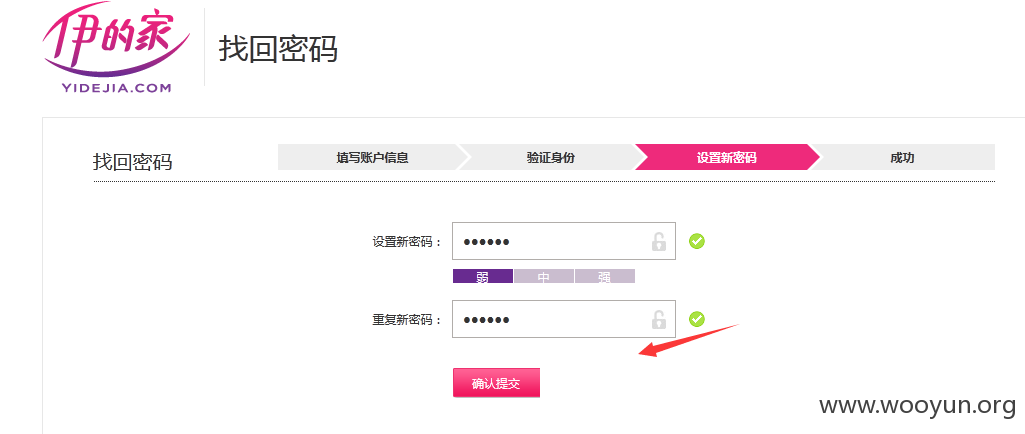 伊的家
YIDEJIA.COM
找回密码
找回密码
填写账户信息 验证身份 设置新密码 成功
设置新密码： ••••••
弱 中 强
重复新密码： ••••••
确认提交
www.wooyun.org